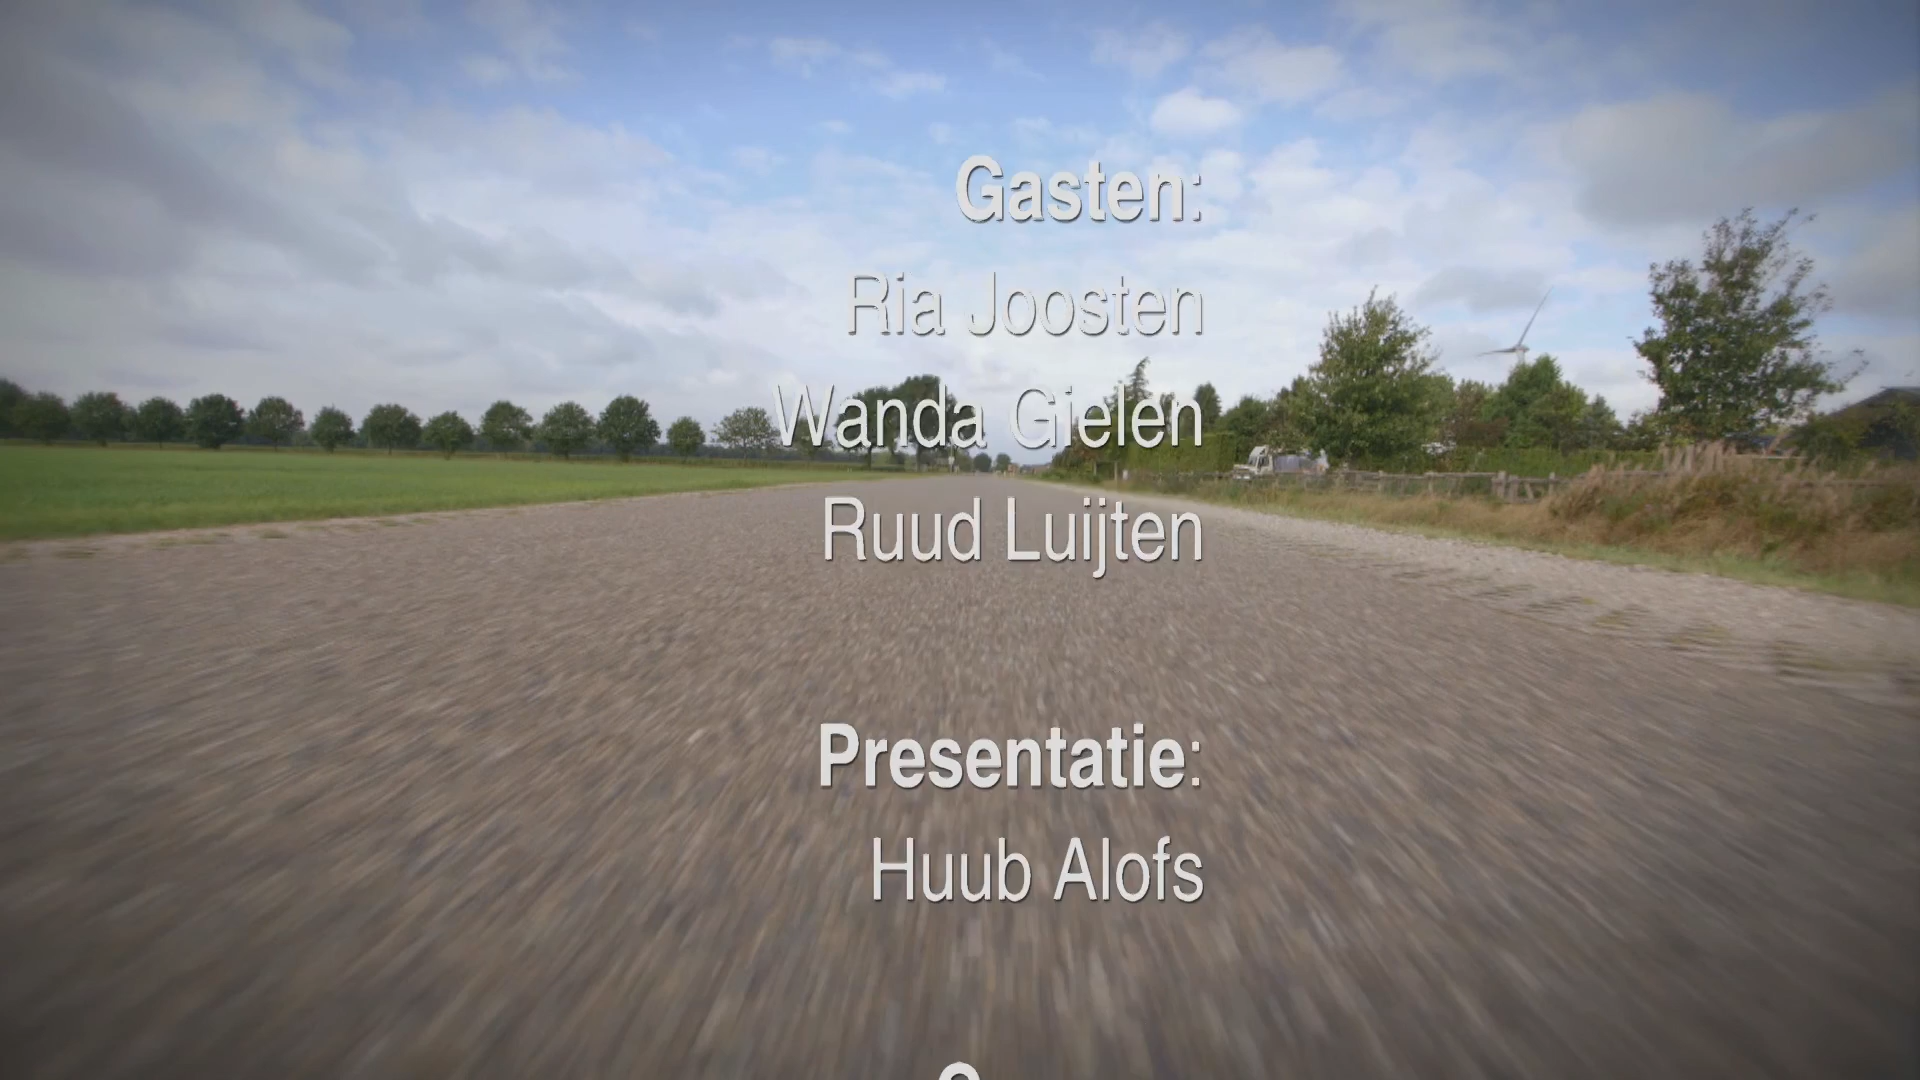 Gasten:
Ria Joosten
Wanda Gielen
Ruud Luijten
Presentatie:
Huub Alofs